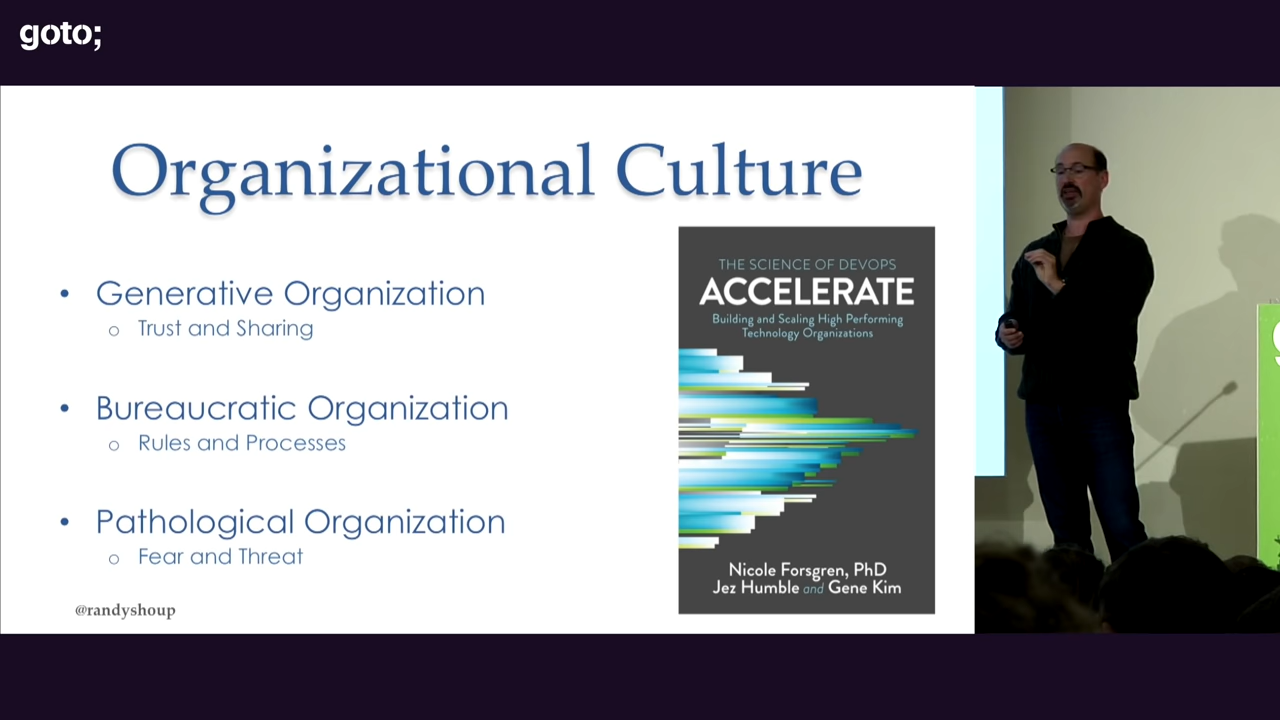 goto;
Organizational Culture
• Generative Organization
o Trust and Sharing
• Bureaucratic Organization
o Rules and Processes
• Pathological Organization
o Fear and Threat
@randyshoup
THE SCIENCE OF DEVOPS
ACCELERATE
Building and Scaling High Performing
Technology Organizations
Nicole Forsgren, PhD
Jez Humble and Gene Kim